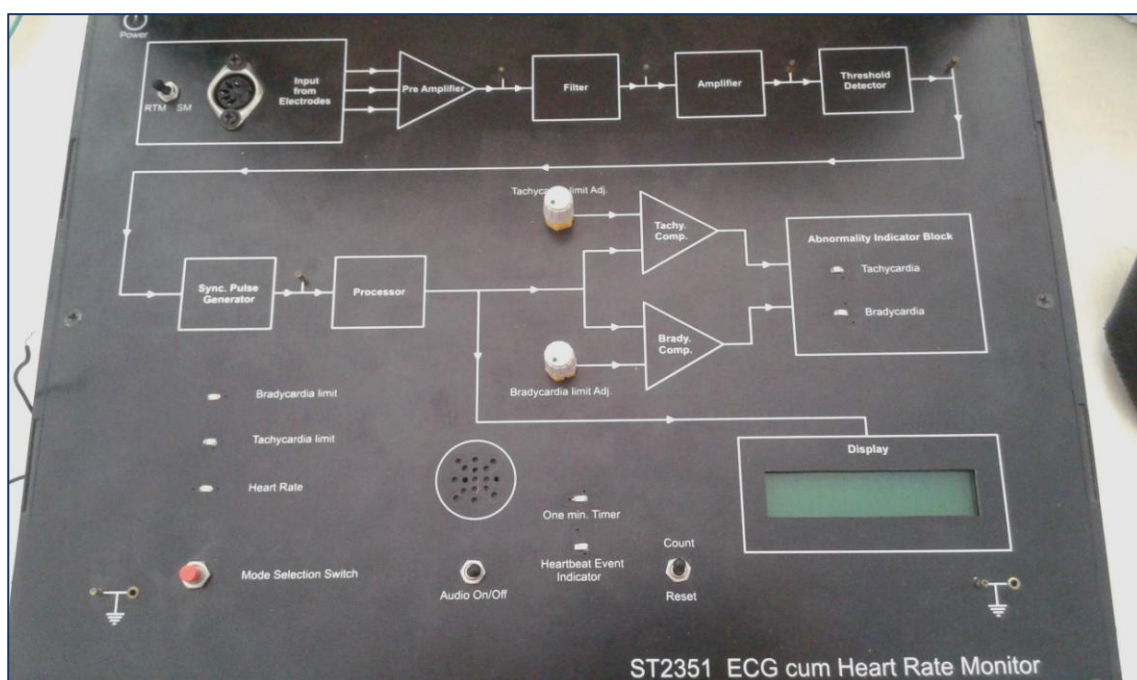 Power
RTM SM
Input
from
Electrodes
Pre Amplifier
Filter
Amplifier
Threshold
Detector
Tachycardia limit Adj.
Tachy.
Comp.
Abnormality Indicator Block
Tachycardia
Bradycardia
Sync. Pulse
Generator
Processor
Brady.
Comp.
Bradycardia limit Adj.
Bradycardia limit
Tachycardia limit
Heart Rate
Mode Selection Switch
Audio On/Off
One min. Timer
Heartbeat Event
Indicator
Count
Reset
Display
ST2351 ECG cum Heart Rate Monitor